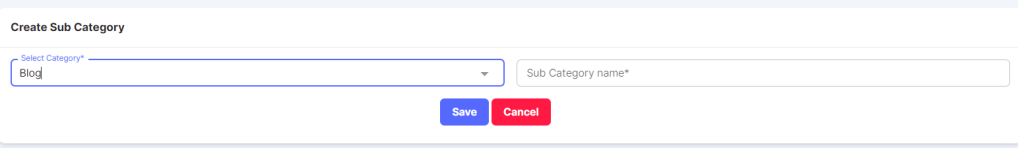 Create Sub Category
Select Category*
Blog
Sub Category name*
Save Cancel